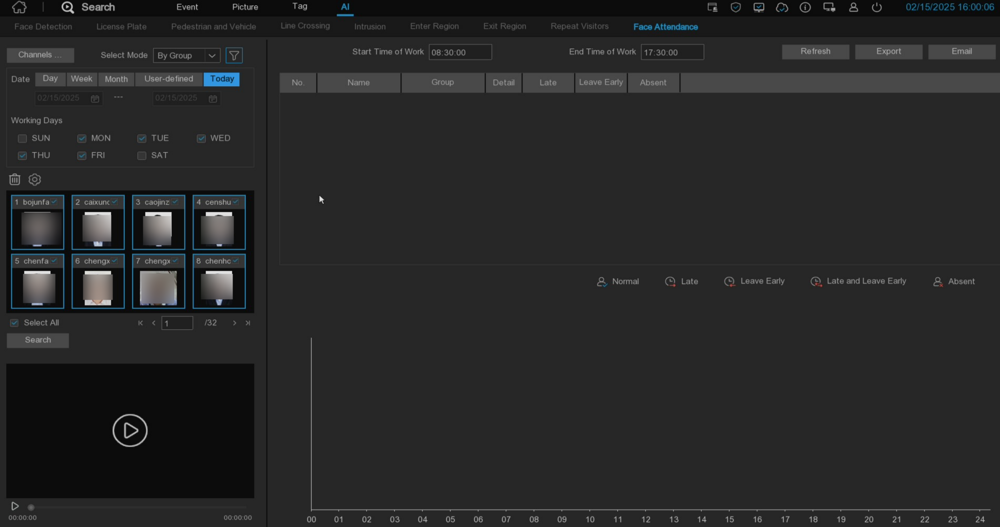 Search Event Picture Tag AI 02/15/2025 16:00:06
Face Detection License Plate Pedestrian and Vehicle Line Crossing Intrusion Enter Region Exit Region Repeat Visitors Face Attendance
Channels ... Select Mode By Group
Start Time of Work 08:30:00 End Time of Work 17:30:00 Refresh Export Email
Date Day Week Month User-defined Today
02/15/2025 --- 02/15/2025
Working Days
SUN MON TUE WED
THU FRI SAT
No. Name Group Detail Late Leave Early Absent
1 bojunfa 2 caixunc 3 caojinz 4 censhu
5 chenfa 6 chengx 7 chengx 8 chenhc
Select All 1 /32
Search
Normal Late Leave Early Late and Leave Early Absent
00:00:00 00:00:00
00 01 02 03 04 05 06 07 08 09 10 11 12 13 14 15 16 17 18 19 20 21 22 23 24